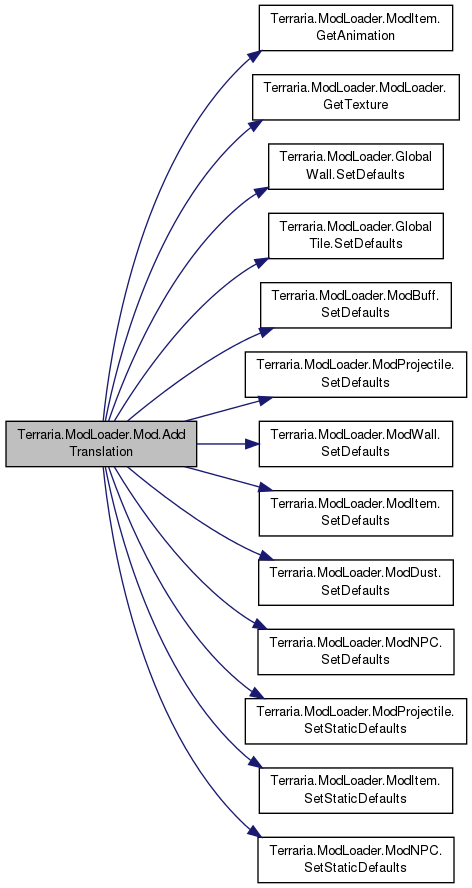 Terraria.ModLoader.ModItem.
GetAnimation
Terraria.ModLoader.ModLoader.
GetTexture
Terraria.ModLoader.Global
Wall.SetDefaults
Terraria.ModLoader.Global
Tile.SetDefaults
Terraria.ModLoader.ModBuff.
SetDefaults
Terraria.ModLoader.ModProjectile.
SetDefaults
Terraria.ModLoader.Mod.Add
Translation
Terraria.ModLoader.ModWall.
SetDefaults
Terraria.ModLoader.ModItem.
SetDefaults
Terraria.ModLoader.ModDust.
SetDefaults
Terraria.ModLoader.ModNPC.
SetDefaults
Terraria.ModLoader.ModProjectile.
SetStaticDefaults
Terraria.ModLoader.ModItem.
SetStaticDefaults
Terraria.ModLoader.ModNPC.
SetStaticDefaults